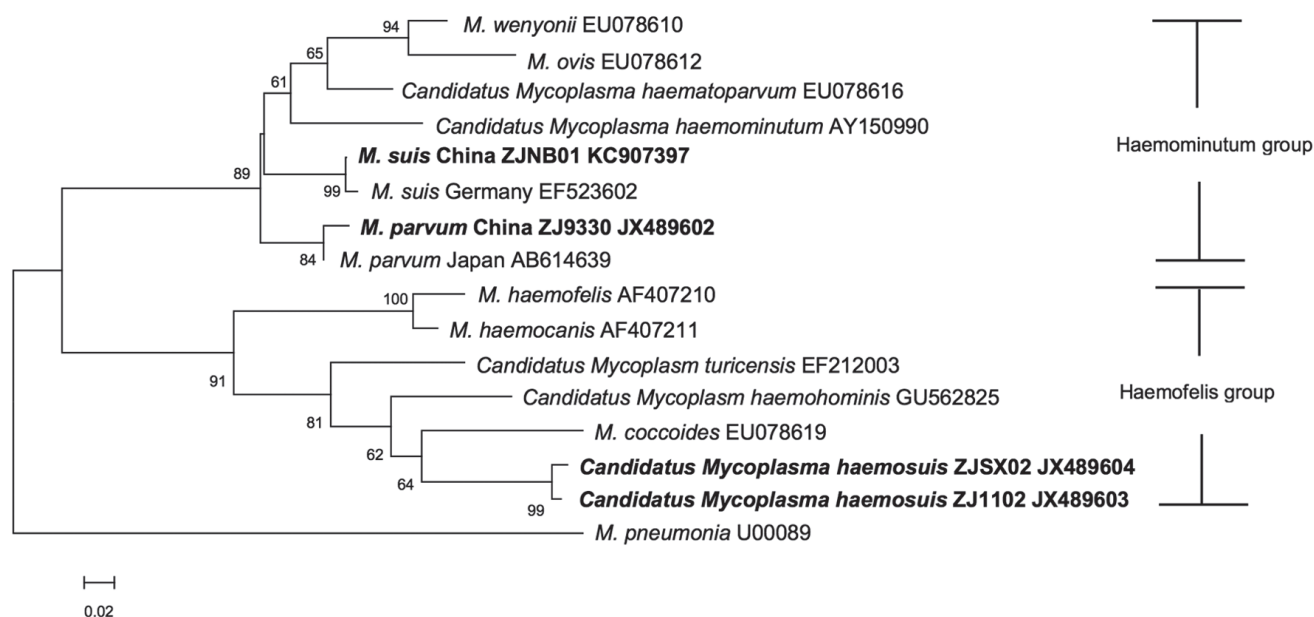 94
M. wenyonii EU078610
65
M. ovis EU078612
61
Candidatus Mycoplasma haematoparvum EU078616
Candidatus Mycoplasma haemominutum AY150990
Haemominutum group
M. suis China ZJNB01 KC907397
89
99
M. suis Germany EF523602
M. parvum China ZJ9330 JX489602
84
M. parvum Japan AB614639
100
M. haemofelis AF407210
M. haemocanis AF407211
Candidatus Mycoplasm turicensis EF212003
91
Haemofelis group
Candidatus Mycoplasm haemohominis GU562825
81
M. coccoides EU078619
62
Candidatus Mycoplasma haemosuis ZJSX02 JX489604
64
Candidatus Mycoplasma haemosuis ZJ1102 JX489603
99
M. pneumonia U00089
0.02